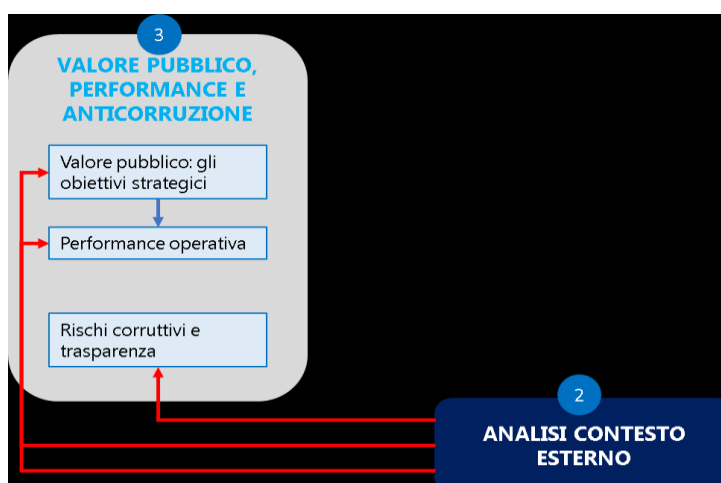 3
VALORE PUBBLICO,
PERFORMANCE E
ANTICORRUZIONE
Valore pubblico: gli
obiettivi strategici
Performance operativa
Rischi corruttivi e
trasparenza
2
ANALISI CONTESTO
ESTERNO